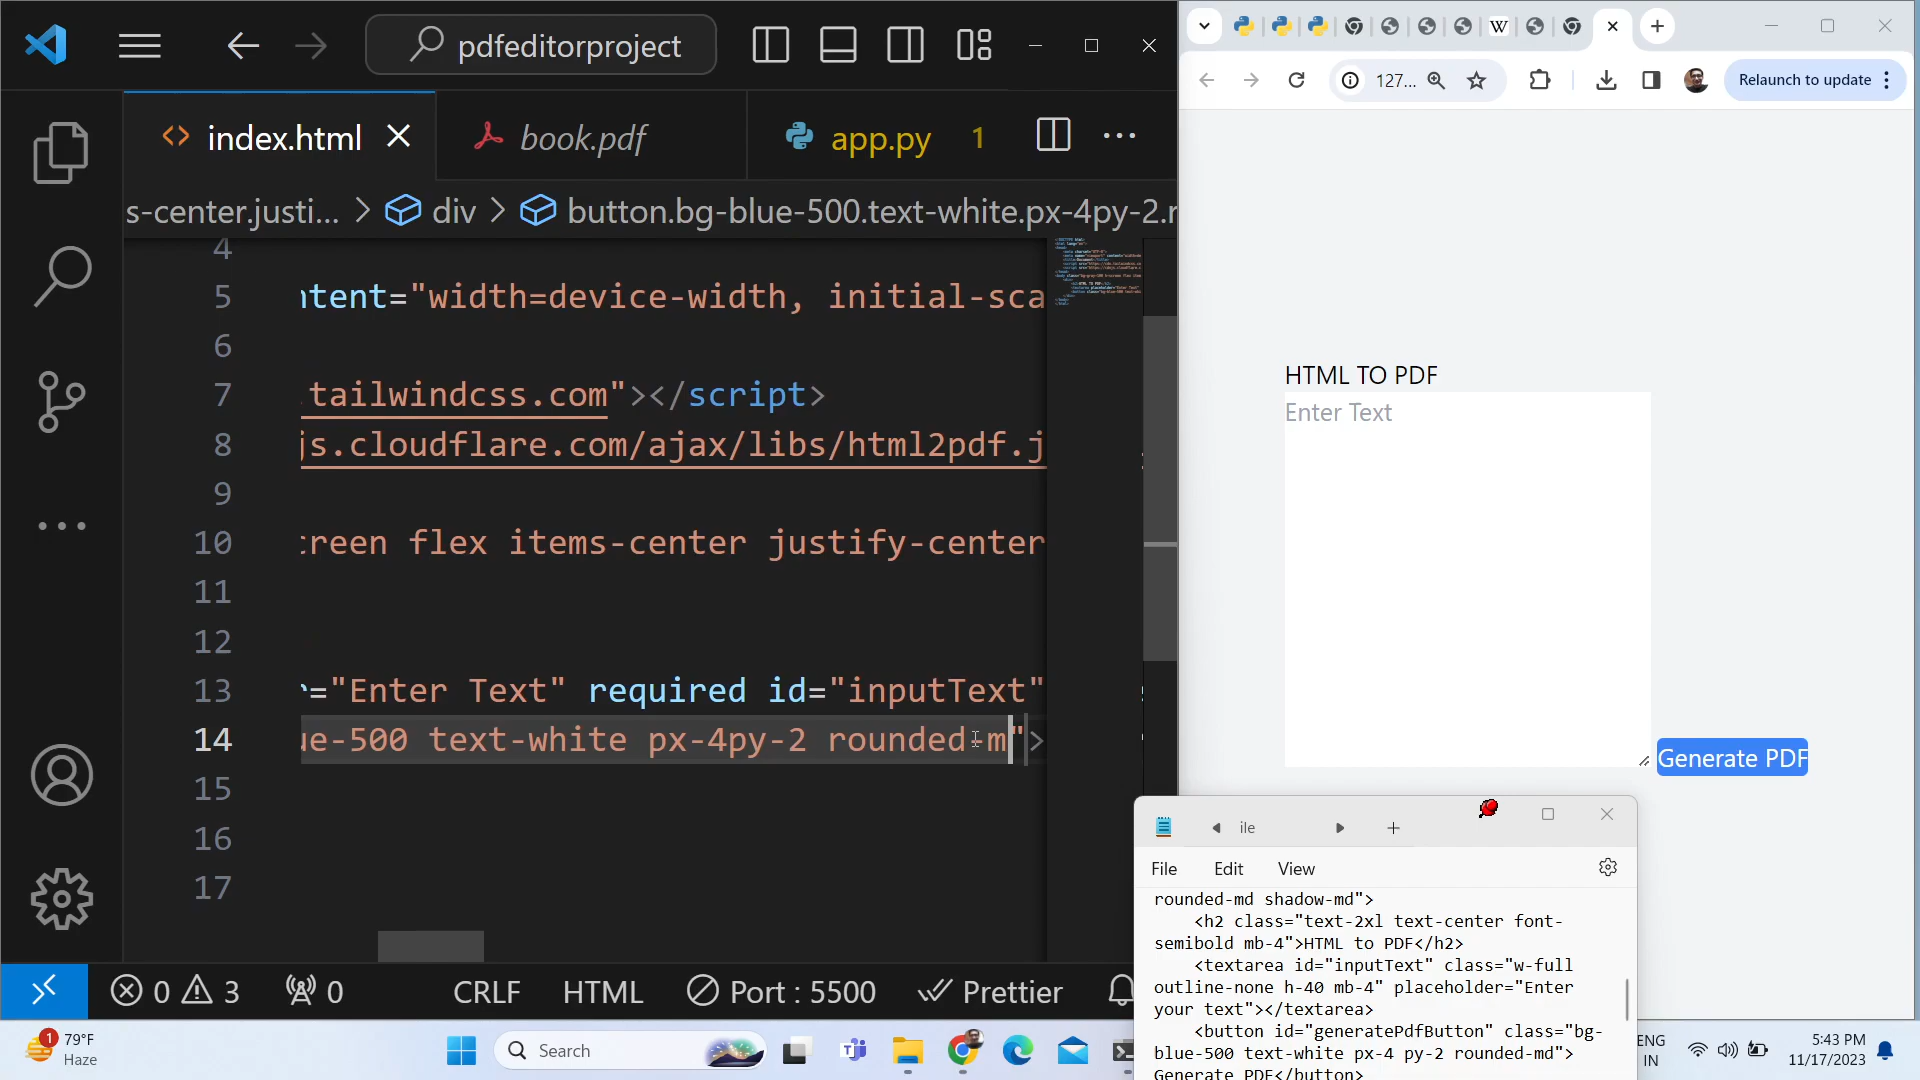 pdfeditorproject
index.html
book.pdf
app.py
1
s-center.justi...
div
button.bg-blue-500.text-white.px-4py-2.r
4
5
ntent="width=device-width, initial-sca
6
7
.tailwindcss.com"></script>
8
js.cloudflare.com/ajax/libs/html2pdf.j
9
10
creen flex items-center justify-center
11
12
13
r="Enter Text" required id="inputText"
14
ue-500 text-white px-4py-2 rounded-m">
15
16
17
0
3
0
CRLF
HTML
Port : 5500
Prettier
127...
Relaunch to update
HTML TO PDF
Enter Text
Generate PDF
ile
File
Edit
View
rounded-md shadow-md">
<h2 class="text-2xl text-center font-
semibold mb-4">HTML to PDF</h2>
<textarea id="inputText" class="w-full
outline-none h-40 mb-4" placeholder="Enter
your text"></textarea>
<button id="generatePdfButton" class="bg-
blue-500 text-white px-4 py-2 rounded-md">
Generate PDF</button>
1
79°F
Haze
Search
ENG
IN
5:43 PM
11/17/2023